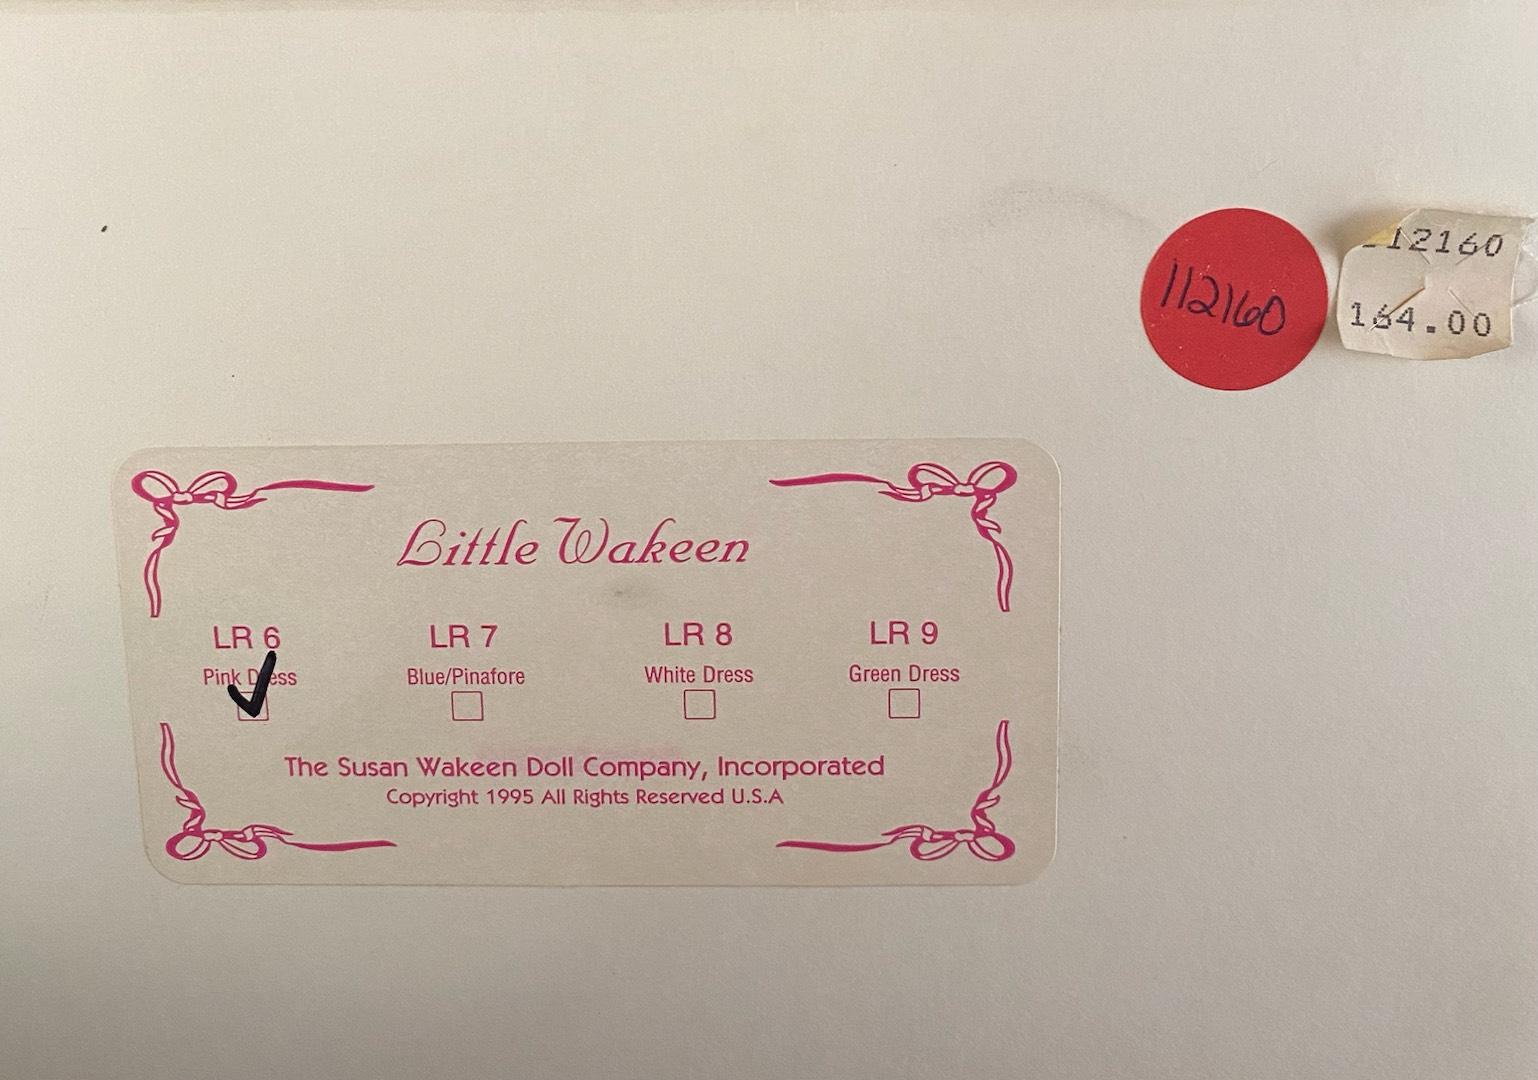 112160
12160
164.00
Little Wakeen
LR 6 LR 7 LR 8 LR 9
Pink Dress Blue/Pinafore White Dress Green Dress
The Susan Wakeen Doll Company, Incorporated
Copyright 1995 All Rights Reserved U.S.A